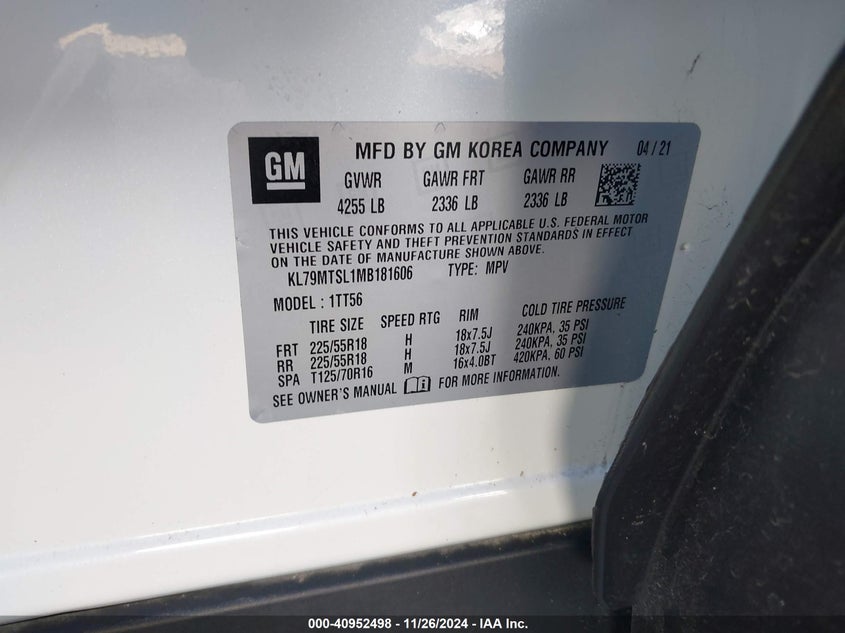 GM
MFD BY GM KOREA COMPANY 04 / 21
GVWR GAWR FRT GAWR RR
4255 LB 2336 LB 2336 LB
THIS VEHICLE CONFORMS TO ALL APPLICABLE U.S. FEDERAL MOTOR
VEHICLE SAFETY AND THEFT PREVENTION STANDARDS IN EFFECT
ON THE DATE OF MANUFACTURE SHOWN ABOVE.
KL79MTSL1MB181606 TYPE: MPV
MODEL : 1TT56
TIRE SIZE SPEED RTG RIM COLD TIRE PRESSURE
FRT 225/55R18 H 18x7.5J 240KPA, 35 PSI
RR 225/55R18 H 18x7.5J 240KPA, 35 PSI
SPA T125/70R16 M 16x4.0BT 420KPA, 60 PSI
SEE OWNER'S MANUAL FOR MORE INFORMATION.
000-40952498 - 11/26/2024 - IAA Inc.